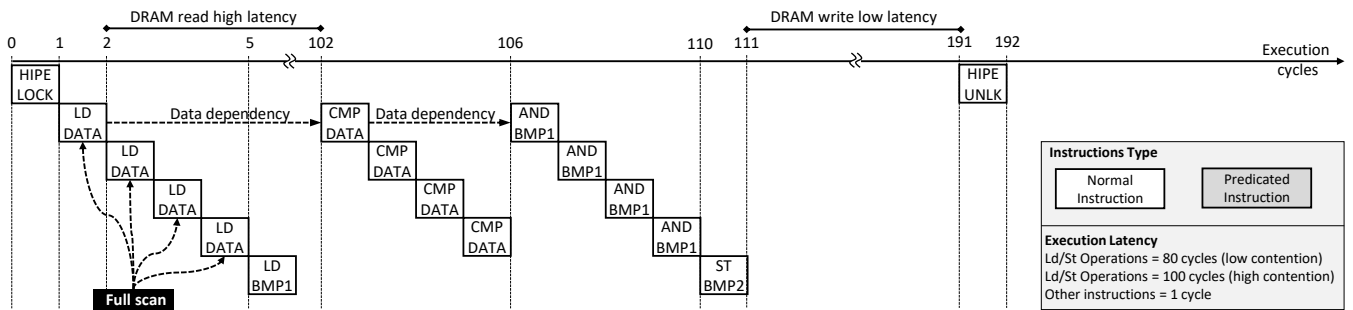 DRAM read high latency
DRAM write low latency
0 1 2 5 102 106 110 111 191 192
Execution
cycles
HIPE
LOCK
HIPE
UNLK
LD
DATA
Data dependency
CMP
DATA
Data dependency
AND
BMP1
LD
DATA
CMP
DATA
AND
BMP1
LD
DATA
CMP
DATA
AND
BMP1
LD
DATA
CMP
DATA
AND
BMP1
LD
BMP1
ST
BMP2
Full scan
Instructions Type
Normal
Instruction
Predicated
Instruction
Execution Latency
Ld/St Operations = 80 cycles (low contention)
Ld/St Operations = 100 cycles (high contention)
Other instructions = 1 cycle